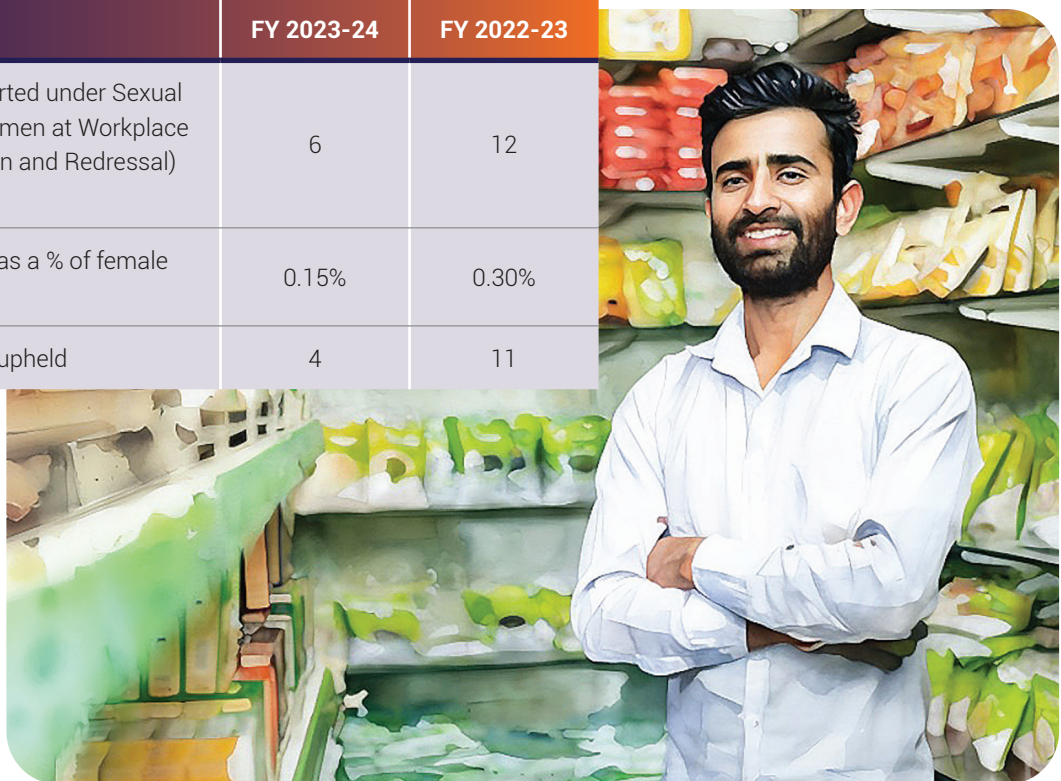 FY 2023-24 FY 2022-23
rted under Sexual
men at Workplace
n and Redressal)
6 12
as a % of female
0.15% 0.30%
upheld
4 11